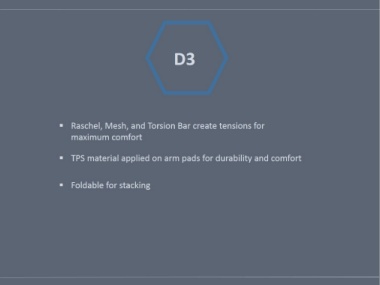 D3
▪ Raschel, Mesh, and Torsion Bar create tensions for
maximum comfort
▪ TPS material applied on arm pads for durability and comfort
▪ Foldable for stacking